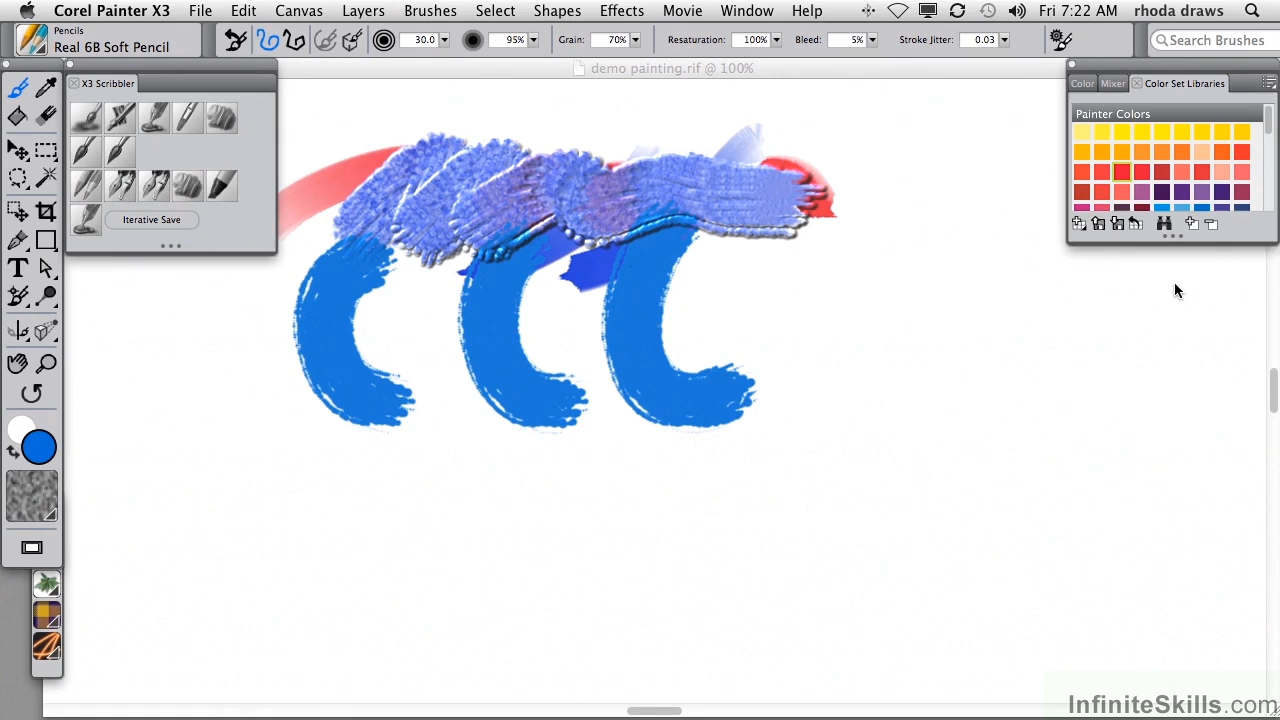 Corel Painter X3 File Edit Canvas Layers Brushes Select Shapes Effects Movie Window Help Fri 7:22 AM rhoda draws
Pencils
Real 6B Soft Pencil
30.0 95% Grain: 70% Resaturation: 100% Bleed: 5% Stroke Jitter: 0.03 Search Brushes
demo painting.rif @ 100%
X3 Scribbler
Color Mixer Color Set Libraries
Painter Colors
Iterative Save
T
InfiniteSkills.com